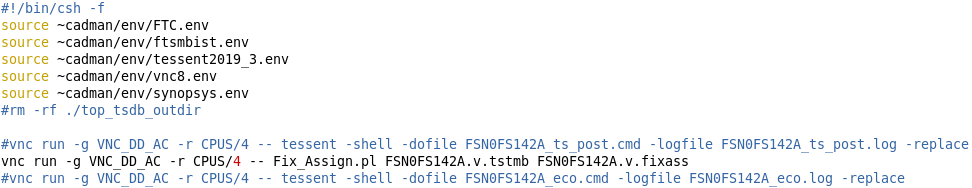 #!/bin/csh -f
source ~cadman/env/FTC.env
source ~cadman/env/ftsmbist.env
source ~cadman/env/tessent2019_3.env
source ~cadman/env/vnc8.env
source ~cadman/env/synopsys.env
#rm -rf ./top_tsdb_outdir
#vnc run -g VNC_DD_AC -r CPUS/4 -- tessent -shell -dofile FSN0FS142A_ts_post.cmd -logfile FSN0FS142A_ts_post.log -replace
vnc run -g VNC_DD_AC -r CPUS/4 -- Fix_Assign.pl FSN0FS142A.v.tstmb FSN0FS142A.v.fixass
#vnc run -g VNC_DD_AC -r CPUS/4 -- tessent -shell -dofile FSN0FS142A_eco.cmd -logfile FSN0FS142A_eco.log -replace